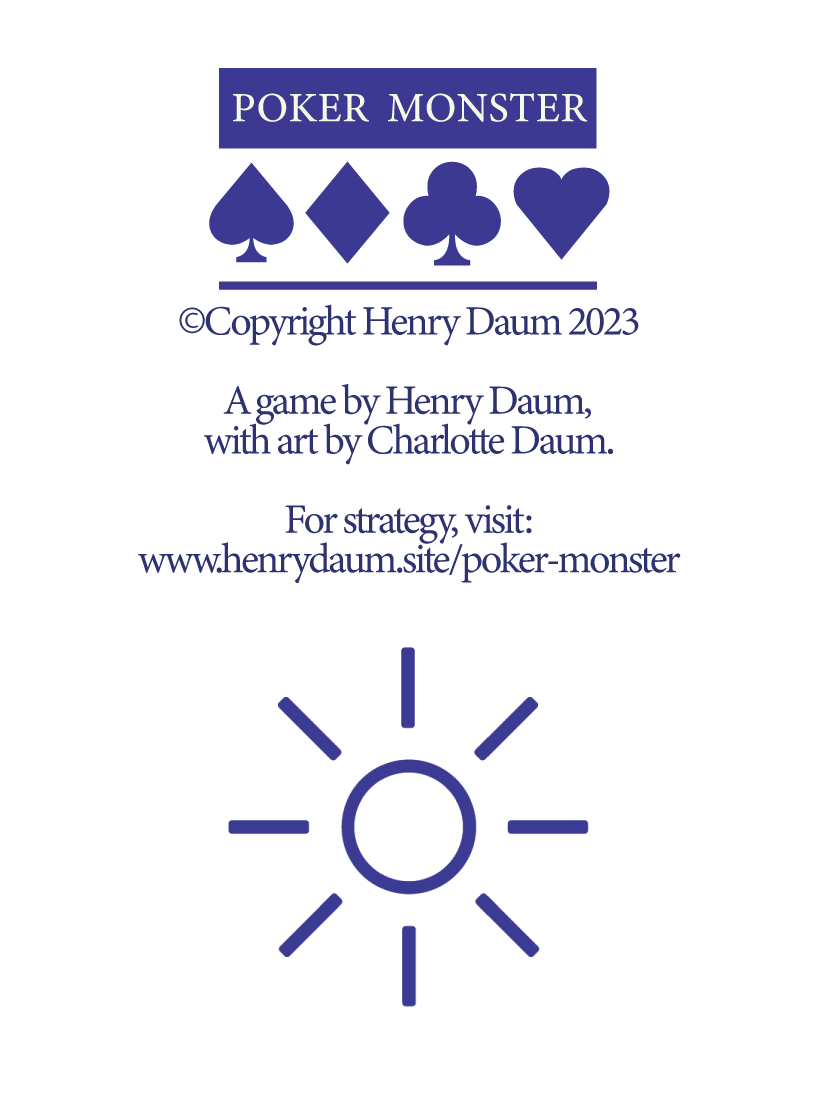 POKER MONSTER
©Copyright Henry Daum 2023
A game by Henry Daum,
with art by Charlotte Daum.
For strategy, visit:
www.henrydaum.site/poker-monster